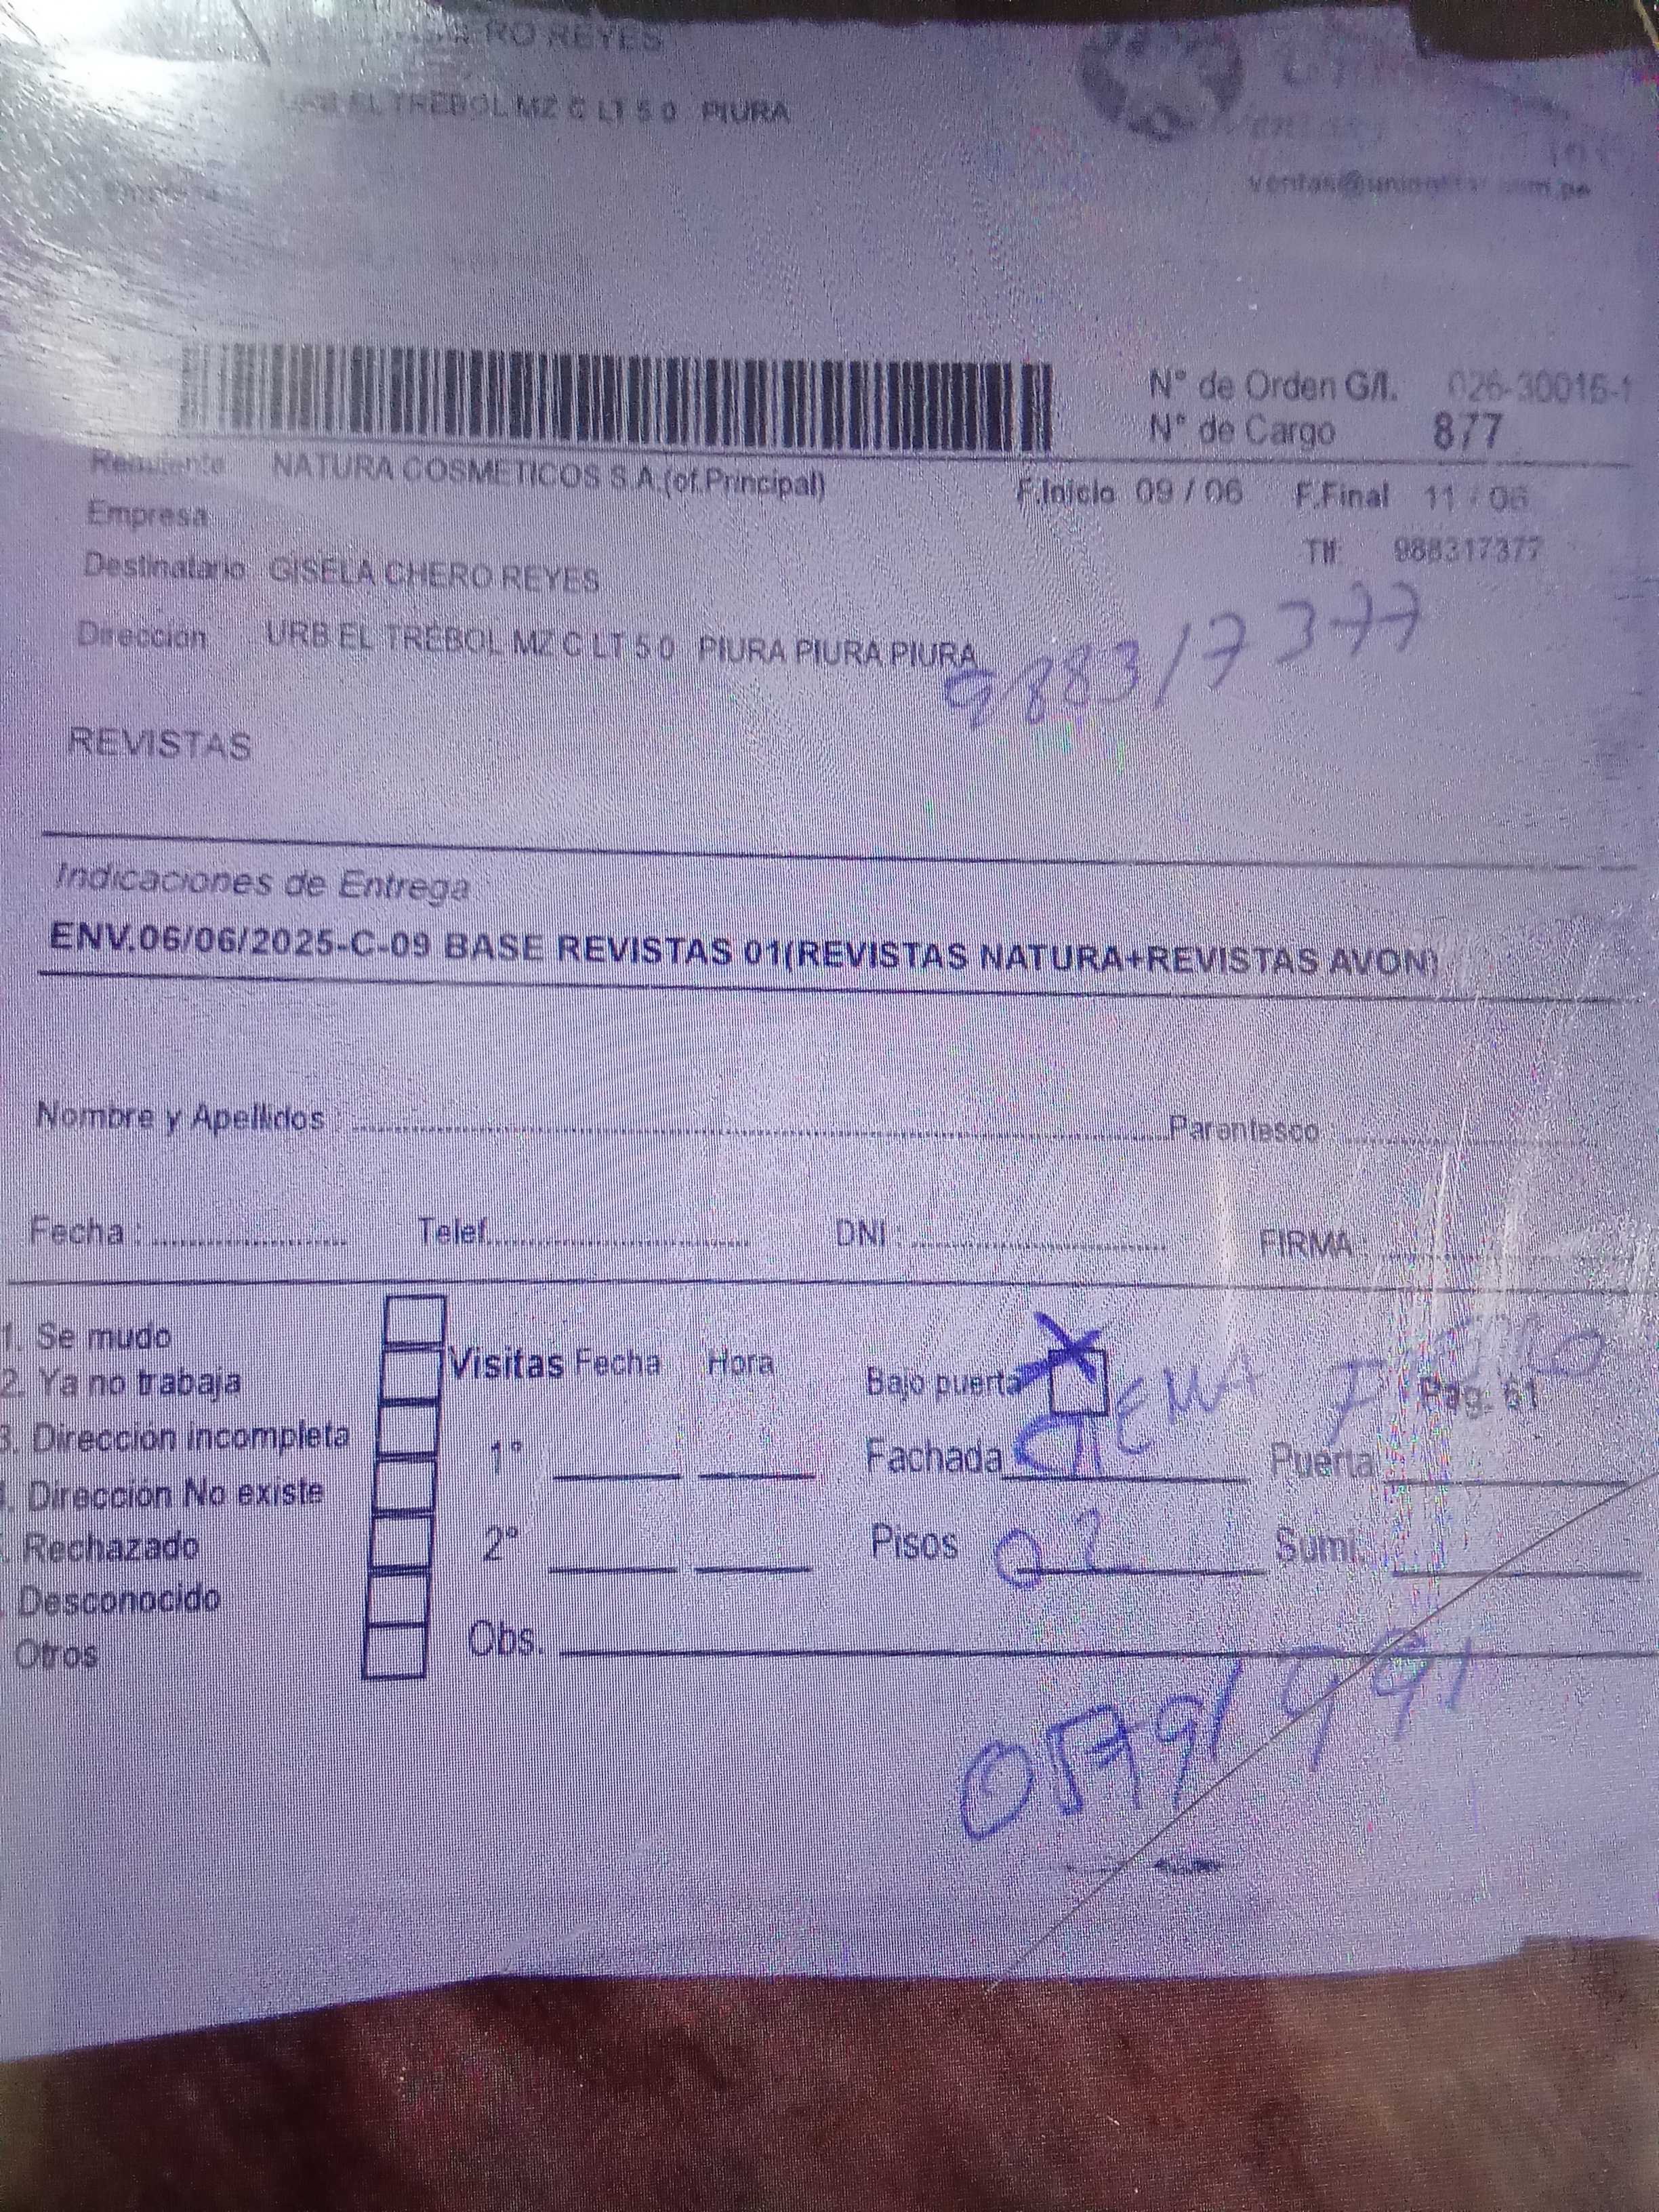 RO REYES
EL TREBOL MZ C LT 5 0 PIURA
N° de Orden G/I. 026-30015-1
N° de Cargo 877
Remitente NATURA COSMETICOS S.A.(of.Principal) F.Inicio 09 / 06 F.Final 11 / 06
Empresa
Tlf: 988317377
Destinatario GISELA CHERO REYES
Dirección URB EL TREBOL MZ C LT 5 0 PIURA PIURA PIURA
988317377
REVISTAS
Indicaciones de Entrega
ENV.06/06/2025-C-09 BASE REVISTAS 01(REVISTAS NATURA+REVISTAS AVON)
Nombre y Apellidos : Parentesco :
Fecha : Telef. DNI : FIRMA :
1. Se mudo
2. Ya no trabaja
3. Dirección incompleta
. Dirección No existe
. Rechazado
. Desconocido
Otros
Visitas Fecha Hora
1°
2°
Obs.
Bajo puerta X
Pag. 61
Fachada CREMA Puerta
Pisos 02 Sumi.